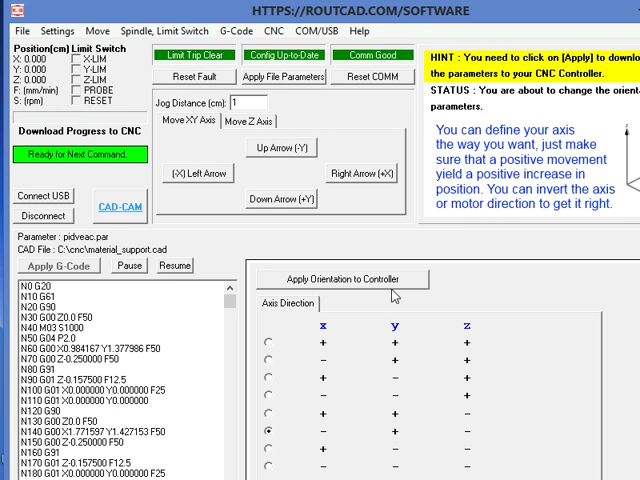 HTTPS://ROUTCAD.COM/SOFTWARE
File Settings Move Spindle, Limit Switch G-Code CNC COM/USB Help
Position(cm) Limit Switch
X: 0.000 X-LIM
Y: 0.000 Y-LIM
Z: 0.000 Z-LIM
F: (mm/min) PROBE
S: (rpm) RESET
Download Progress to CNC
Ready for Next Command.
Connect USB
Disconnect
CAD-CAM
Limit Trip Clear Config Up-to-Date Comm Good
Reset Fault Apply File Parameters Reset COMM
Jog Distance (cm): 1
Move XY Axis Move Z Axis
Up Arrow (-Y)
(-X) Left Arrow Right Arrow (+X)
Down Arrow (+Y)
HINT : You need to click on [Apply] to downlo
the parameters to your CNC Controller.
STATUS : You are about to change the orienta
parameters.
You can define your axis
the way you want, just make
sure that a positive movement
yield a positive increase in
position. You can invert the axis
or motor direction to get it right.
Parameter : pidveac.par
CAD File : C:\cnc\material_support.cad
Apply G-Code Pause Resume
N0 G20
N10 G61
N20 G90
N30 G00 Z0.0 F50
N40 M03 S1000
N50 G04 P2.0
N60 G00 X0.984167 Y1.377986 F50
N70 G00 Z-0.250000 F50
N80 G91
N90 G01 Z-0.157500 F12.5
N100 G01 X0.000000 Y0.000000 F25
N110 G01 X0.000000 Y0.000000
N120 G90
N130 G00 Z0.0 F50
N140 G00 X1.771597 Y1.427153 F50
N150 G00 Z-0.250000 F50
N160 G91
N170 G01 Z-0.157500 F12.5
N180 G01 X0.000000 Y0.000000 F25
Apply Orientation to Controller
Axis Direction
x y z
+ + +
- + +
+ - +
- - +
+ + -
- + -
+ - -
- - -